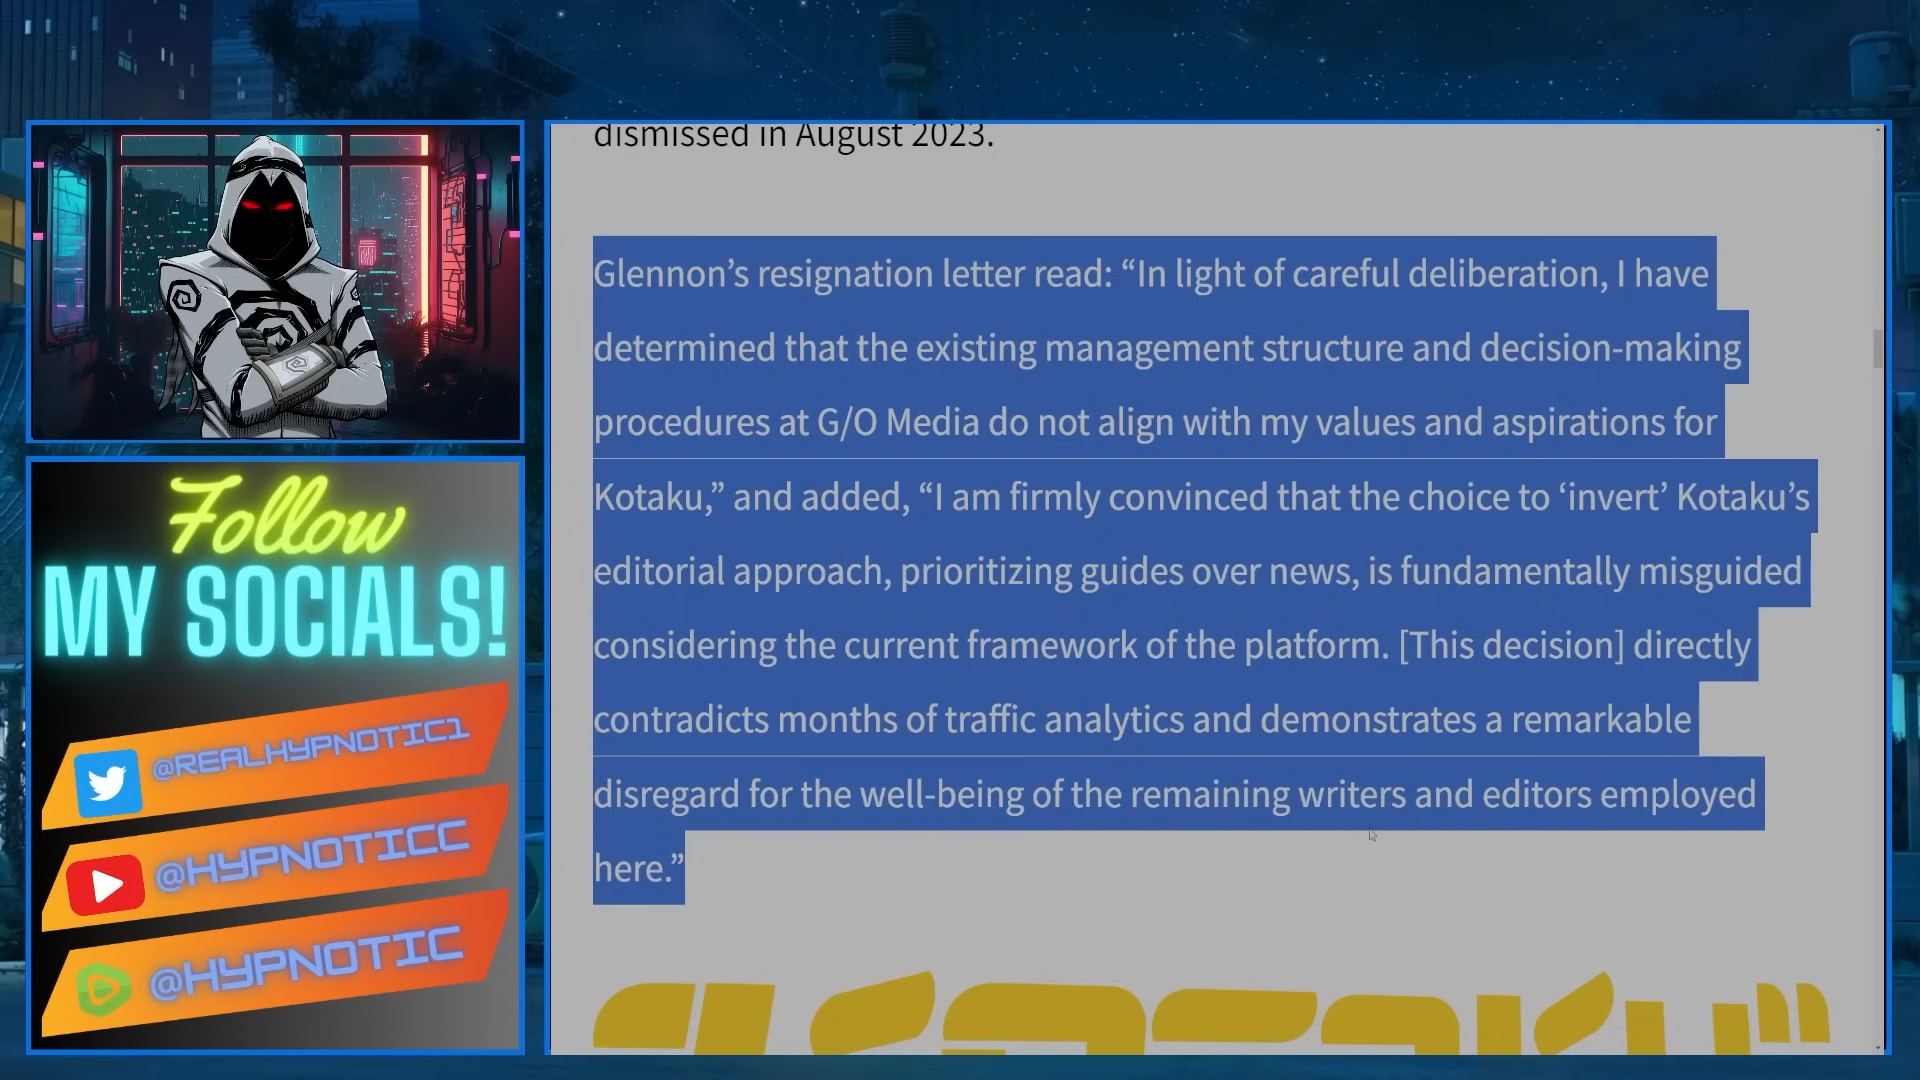 dismissed in August 2023.
Glennon’s resignation letter read: “In light of careful deliberation, I have
determined that the existing management structure and decision-making
procedures at G/O Media do not align with my values and aspirations for
Kotaku,” and added, “I am firmly convinced that the choice to ‘invert’ Kotaku’s
editorial approach, prioritizing guides over news, is fundamentally misguided
considering the current framework of the platform. [This decision] directly
contradicts months of traffic analytics and demonstrates a remarkable
disregard for the well-being of the remaining writers and editors employed
here.”
Follow
MY SOCIALS!
@REALHYPNOTIC1
@HYPNOTICC
@HYPNOTIC